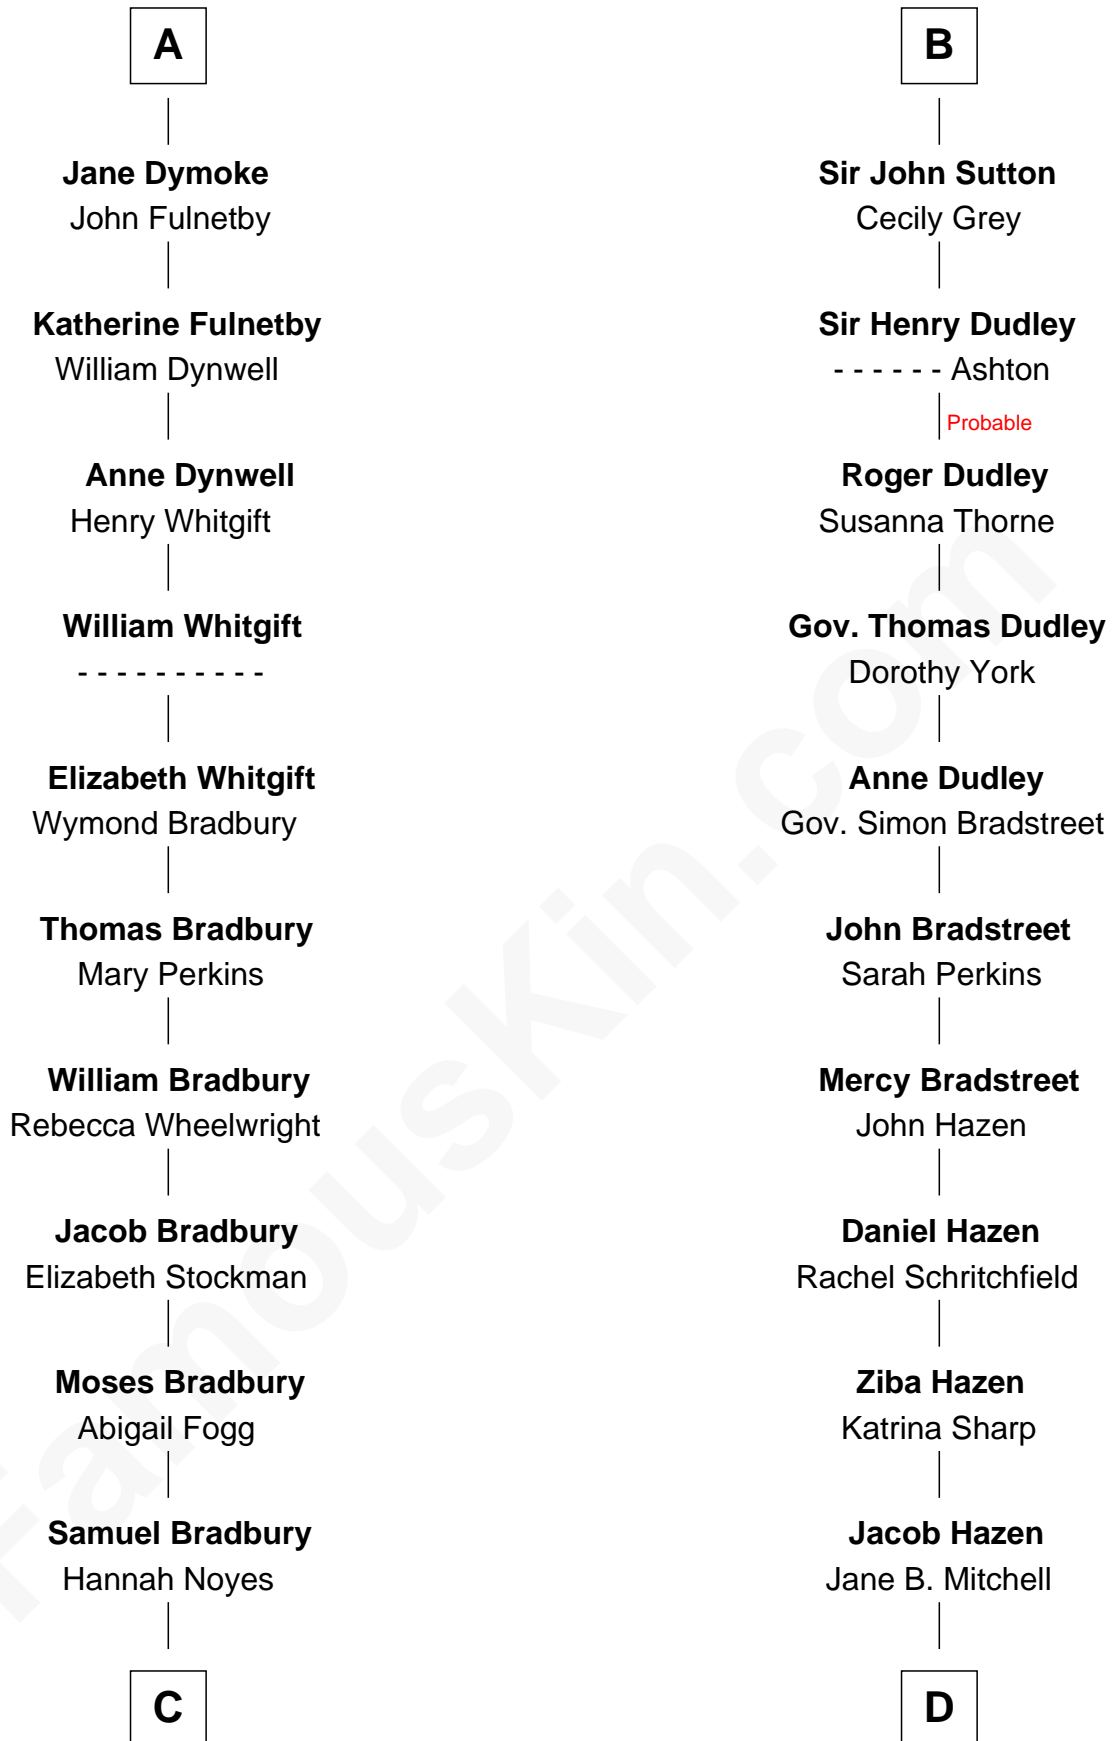 A
Jane Dymoke
John Fulnetby
Katherine Fulnetby
William Dynwell
Anne Dynwell
Henry Whitgift
William Whitgift
- - - - - - - - - -
Elizabeth Whitgift
Wymond Bradbury
Thomas Bradbury
Mary Perkins
William Bradbury
Rebecca Wheelwright
Jacob Bradbury
Elizabeth Stockman
Moses Bradbury
Abigail Fogg
Samuel Bradbury
Hannah Noyes
C
B
Sir John Sutton
Cecily Grey
Sir Henry Dudley
- - - - - - Ashton
Probable
Roger Dudley
Susanna Thorne
Gov. Thomas Dudley
Dorothy York
Anne Dudley
Gov. Simon Bradstreet
John Bradstreet
Sarah Perkins
Mercy Bradstreet
John Hazen
Daniel Hazen
Rachel Schritchfield
Ziba Hazen
Katrina Sharp
Jacob Hazen
Jane B. Mitchell
D
FamousKin.com